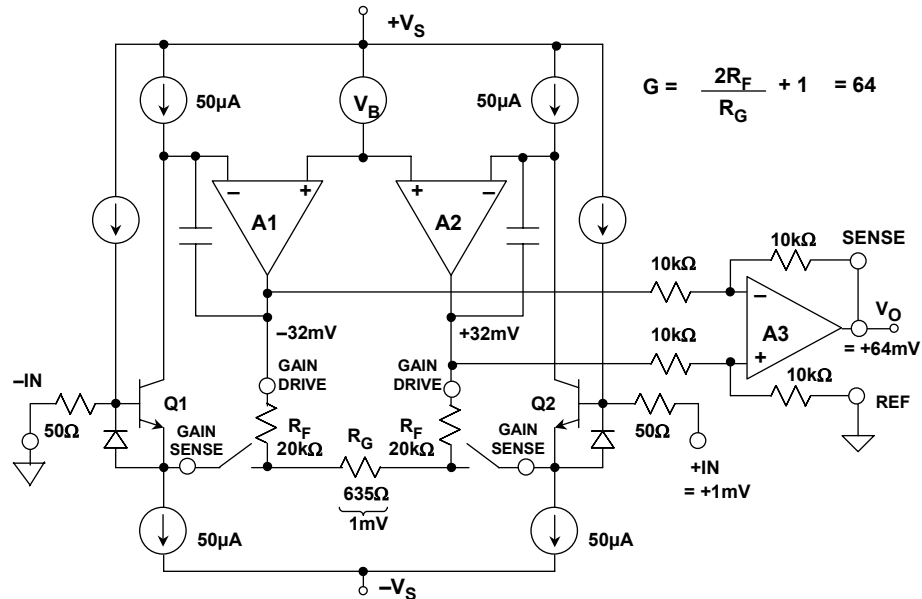 +VS
50µA
VB
50µA
G = 2RF / RG + 1 = 64
– +
+ –
A1
A2
10kΩ
10kΩ
SENSE
–32mV
+32mV
–
+
A3
VO
= +64mV
10kΩ
10kΩ
REF
–IN
50Ω
Q1
GAIN
DRIVE
GAIN
DRIVE
Q2
50Ω
+IN
= +1mV
GAIN
SENSE
RF
20kΩ
RG
635Ω
1mV
RF
20kΩ
GAIN
SENSE
50µA
50µA
–VS